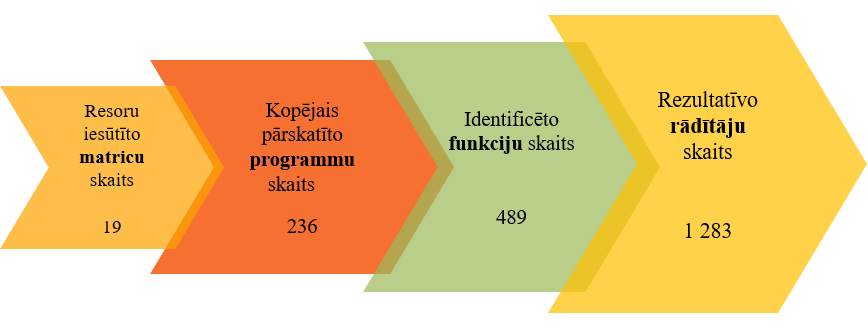 Resoru
iesūtīto
matricu
skaits
19
Kopējais
pārskatīto
programmu
skaits
236
Identificēto
funkciju skaits
489
Rezultatīvo
rādītāju
skaits
1 283